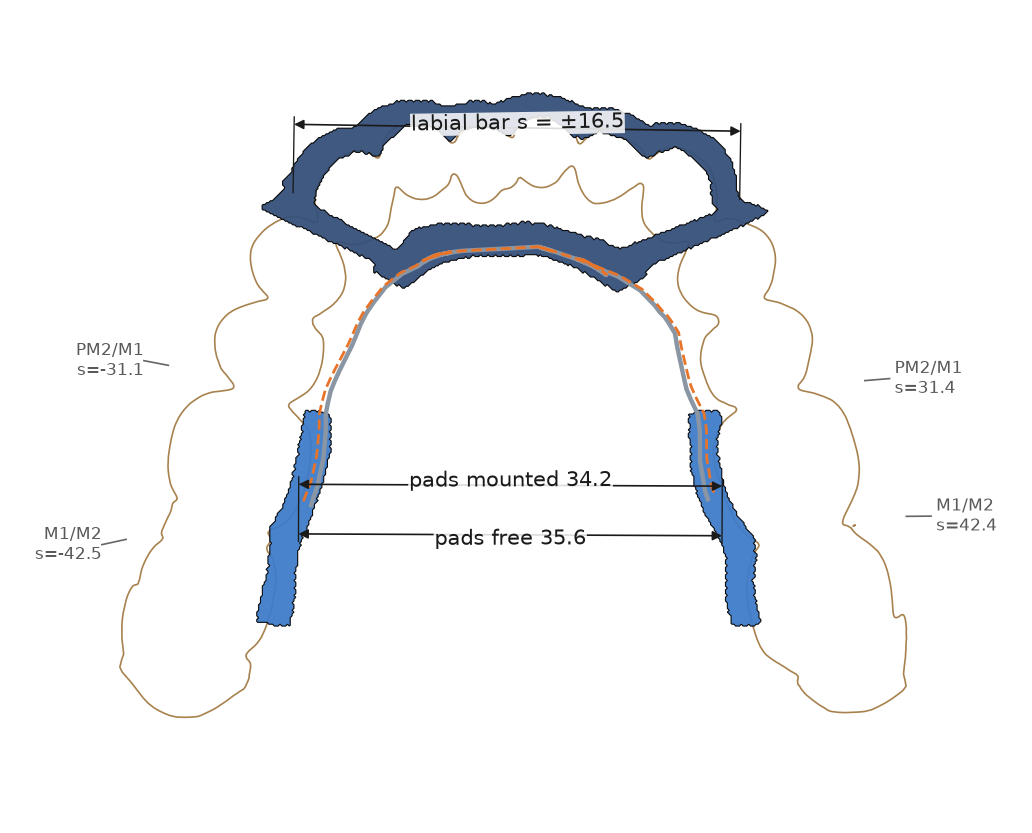 labial bar s = ±16.5
PM2/M1
s=-31.1
PM2/M1
s=31.4
pads mounted 34.2
M1/M2
s=42.4
M1/M2
s=-42.5
pads free 35.6